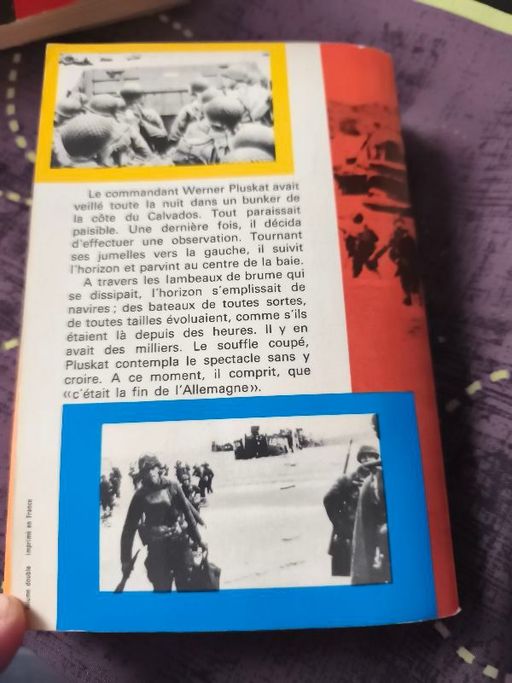 Le commandant Werner Pluskat avait
veillé toute la nuit dans un bunker de
la côte du Calvados. Tout paraissait
paisible. Une dernière fois, il décida
d'effectuer une observation. Tournant
ses jumelles vers la gauche, il suivit
l'horizon et parvint au centre de la baie.
A travers les lambeaux de brume qui
se dissipait, l'horizon s'emplissait de
navires ; des bateaux de toutes sortes,
de toutes tailles évoluaient, comme s'ils
étaient là depuis des heures. Il y en
avait des milliers. Le souffle coupé,
Pluskat contempla le spectacle sans y
croire. A ce moment, il comprit, que
«c'était la fin de l'Allemagne».
ume double imprimé en France